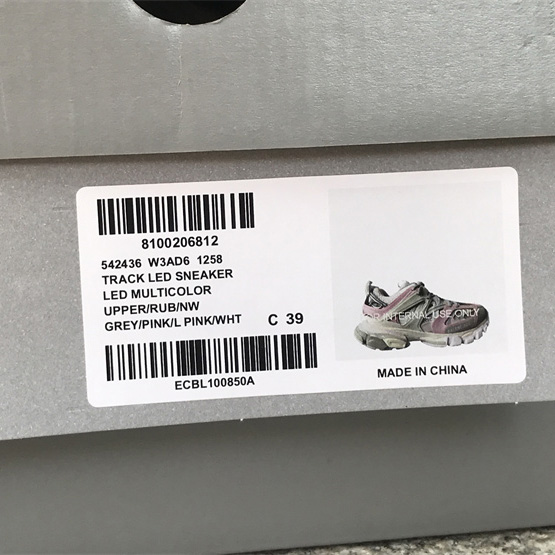 8100206812
542436 W3AD6 1258
TRACK LED SNEAKER
LED MULTICOLOR
UPPER/RUB/NW
GREY/PINK/L PINK/WHT C 39
ECBL100850A
FOR INTERNAL USE ONLY
MADE IN CHINA